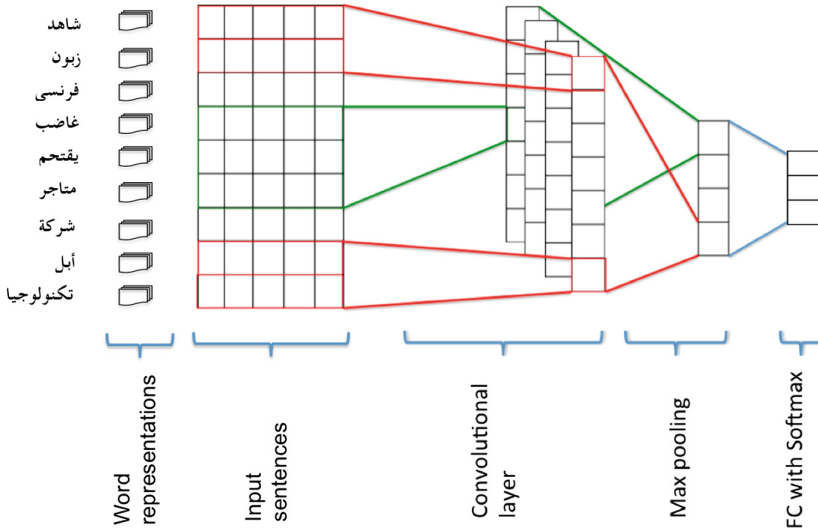 شاهد
زبون
فرنسى
غاضب
يقتحم
متاجر
شركة
أبل
تكنولوجيا
Word
representations
Input
sentences
Convolutional
layer
Max pooling
FC with Softmax